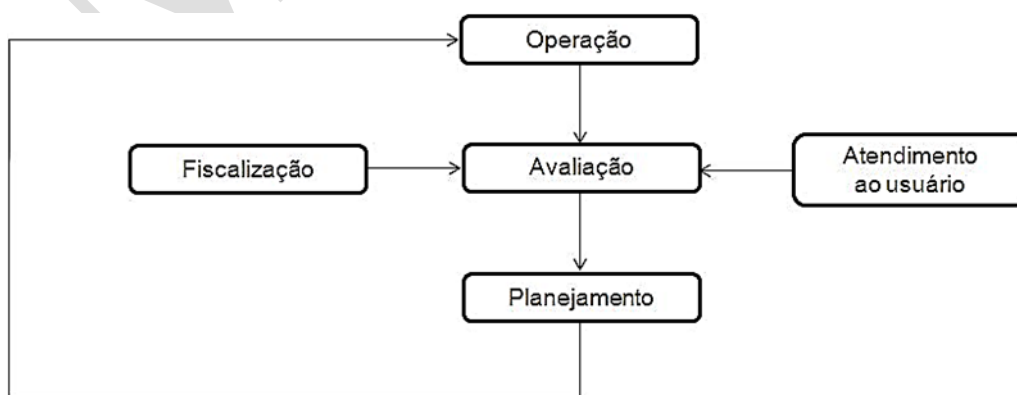 Operação
Fiscalização
Avaliação
Atendimento
ao usuário
Planejamento